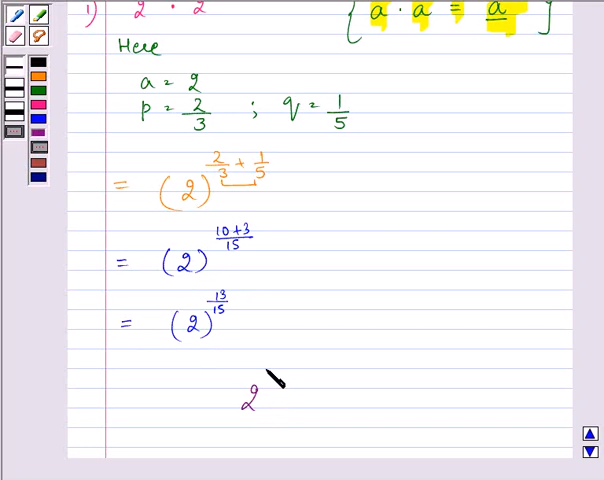 1) 2 · 2 { a · a = a }
Here
a = 2
p = 2/3 ; q = 1/5
= (2)^(2/3 + 1/5)
= (2)^((10+3)/15)
= (2)^(13/15)
2